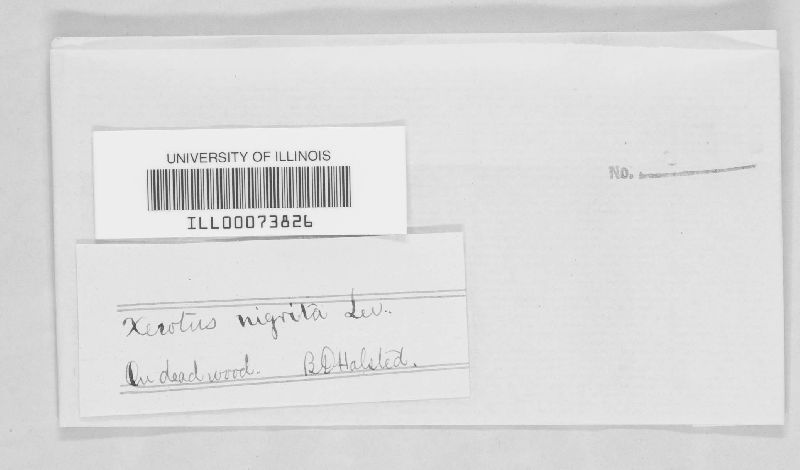 UNIVERSITY OF ILLINOIS
ILL00073826
No.
Xerotus nigrita Lev.
On dead wood. B D Halsted.